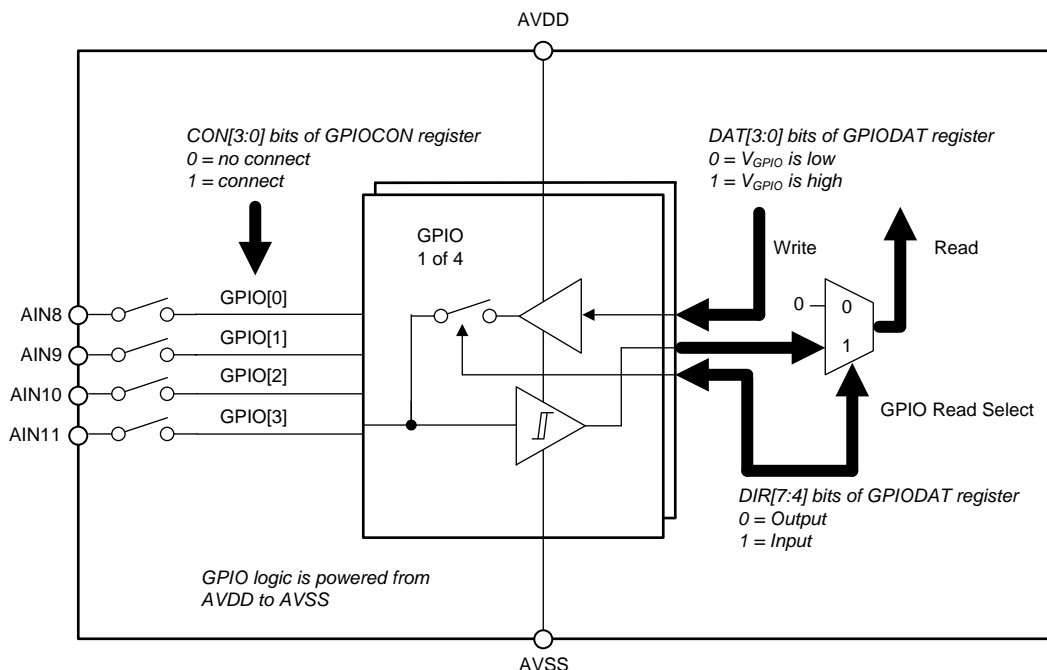 AVDD
CON[3:0] bits of GPIOCON register
0 = no connect
1 = connect
DAT[3:0] bits of GPIODAT register
0 = VGPIO is low
1 = VGPIO is high
GPIO
1 of 4
Write
Read
AIN8
GPIO[0]
0
0
AIN9
GPIO[1]
1
AIN10
GPIO[2]
GPIO Read Select
AIN11
GPIO[3]
DIR[7:4] bits of GPIODAT register
0 = Output
1 = Input
GPIO logic is powered from
AVDD to AVSS
AVSS